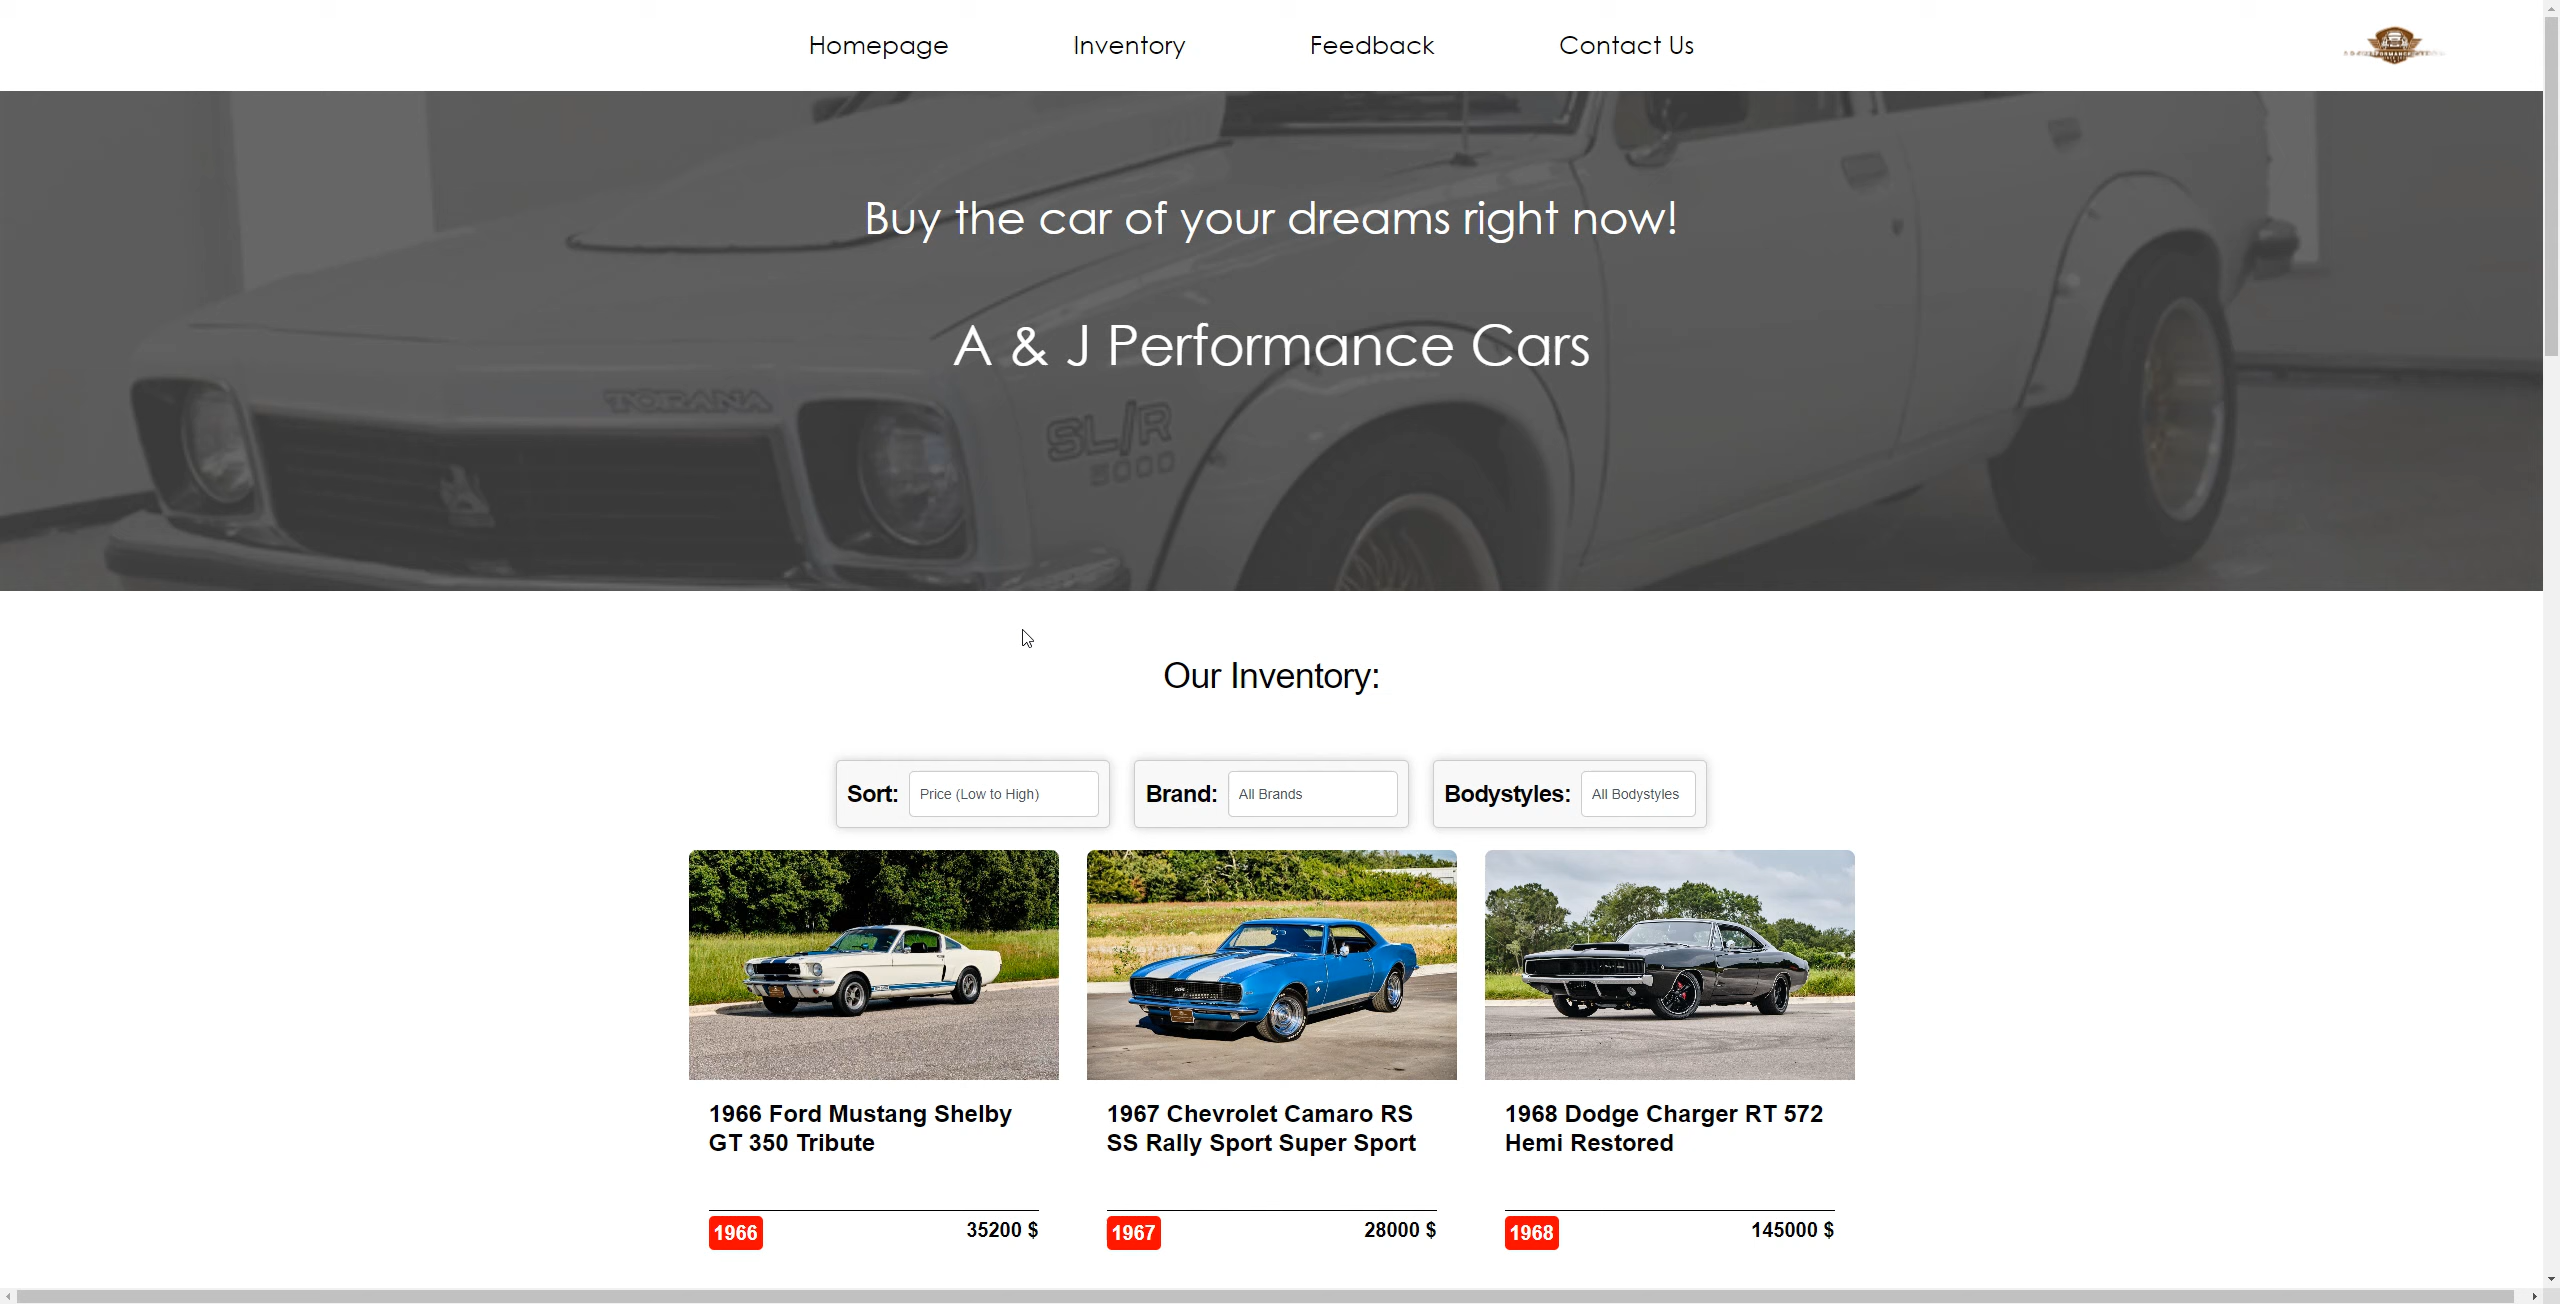 Homepage
Inventory
Feedback
Contact Us
Buy the car of your dreams right now!
A & J Performance Cars
TORANA
SL/R
5000
Our Inventory:
Sort: Price (Low to High)
Brand: All Brands
Bodystyles: All Bodystyles
1966 Ford Mustang Shelby
GT 350 Tribute
1966
35200 $
1967 Chevrolet Camaro RS
SS Rally Sport Super Sport
1967
28000 $
1968 Dodge Charger RT 572
Hemi Restored
1968
145000 $